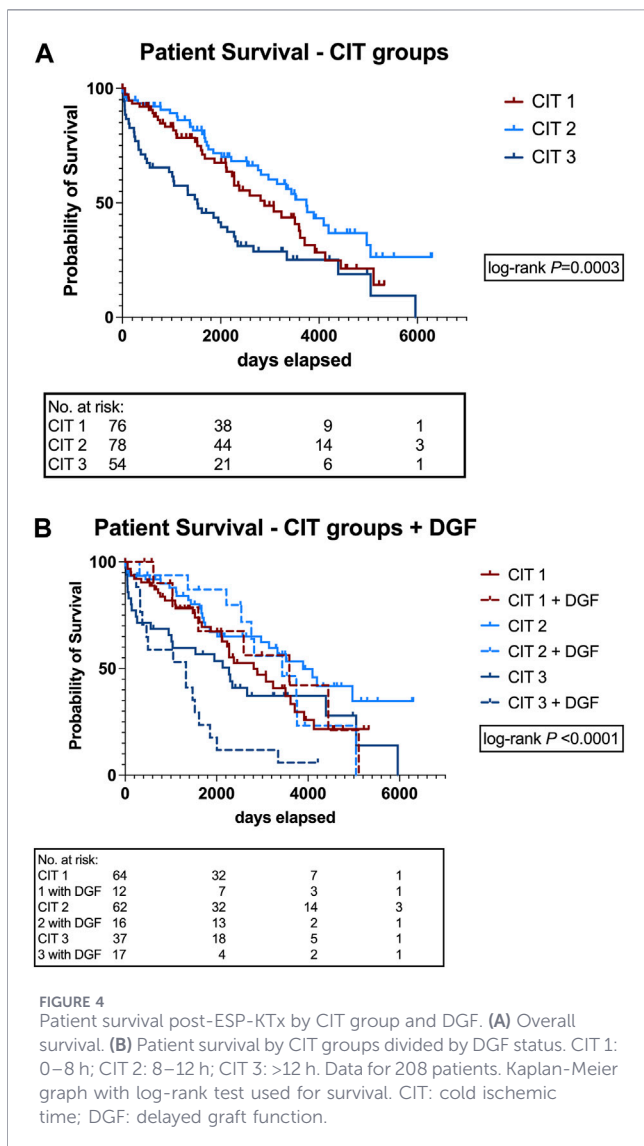 A
Patient Survival - CIT groups
Probability of Survival
100
50
0
0 2000 4000 6000
days elapsed
CIT 1
CIT 2
CIT 3
log-rank P=0.0003
No. at risk:
CIT 1 76 38 9 1
CIT 2 78 44 14 3
CIT 3 54 21 6 1
B
Patient Survival - CIT groups + DGF
Probability of Survival
100
50
0
0 2000 4000 6000
days elapsed
CIT 1
CIT 1 + DGF
CIT 2
CIT 2 + DGF
CIT 3
CIT 3 + DGF
log-rank P <0.0001
No. at risk:
CIT 1 64 32 7 1
1 with DGF 12 7 3 1
CIT 2 62 32 14 3
2 with DGF 16 13 2 1
CIT 3 37 18 5 1
3 with DGF 17 4 2 1
FIGURE 4
Patient survival post-ESP-KTx by CIT group and DGF. (A) Overall
survival. (B) Patient survival by CIT groups divided by DGF status. CIT 1:
0–8 h; CIT 2: 8–12 h; CIT 3: >12 h. Data for 208 patients. Kaplan-Meier
graph with log-rank test used for survival. CIT: cold ischemic
time; DGF: delayed graft function.